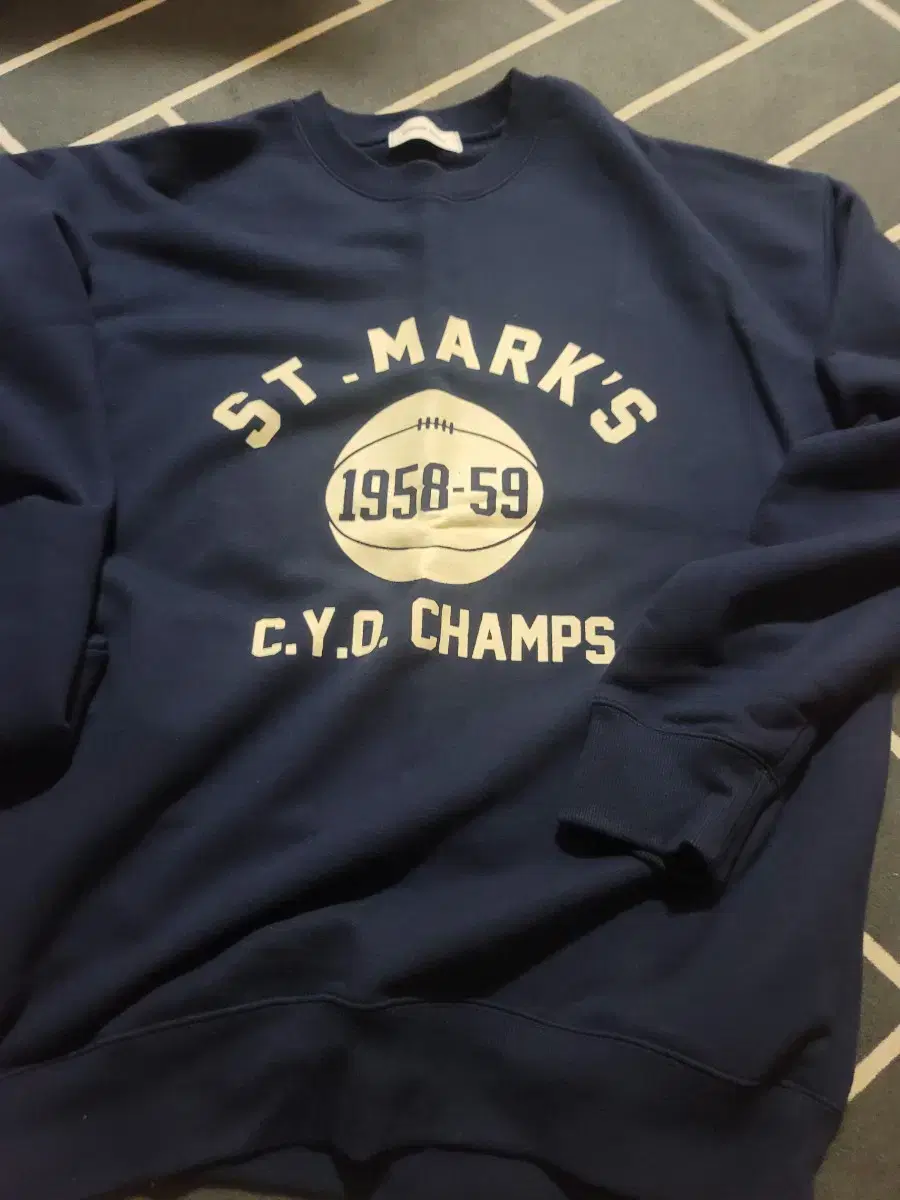 ST. MARK'S
1958-59
C.Y.O. CHAMPS